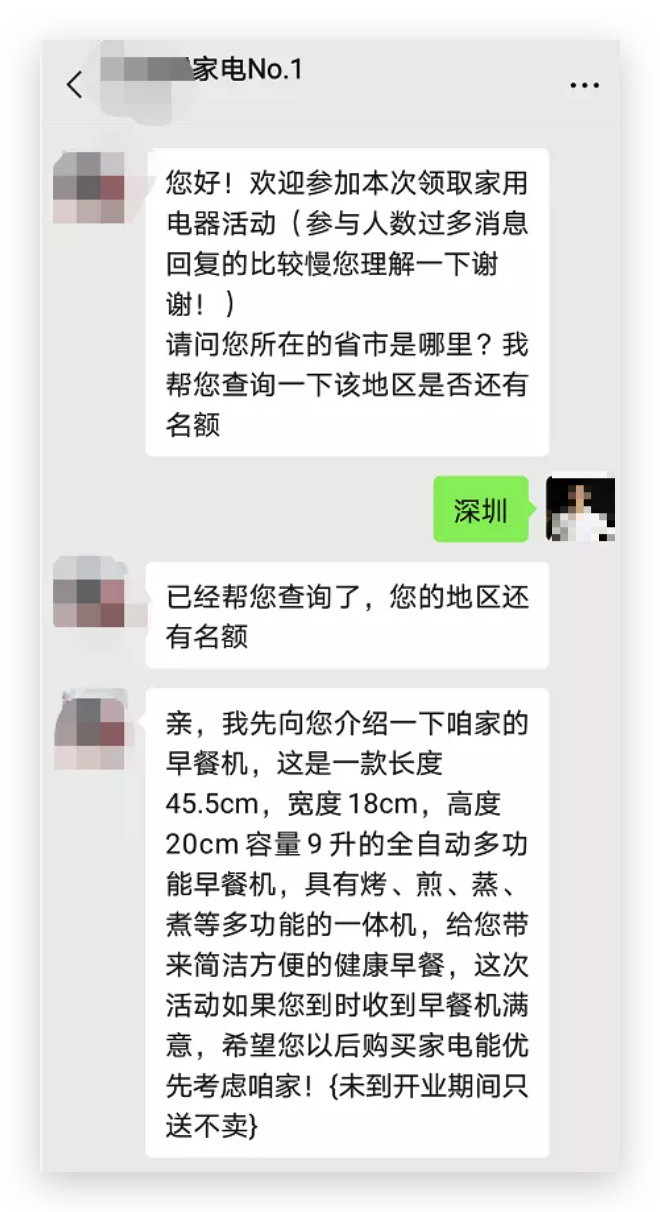 家电No.1
您好！欢迎参加本次领取家用
电器活动（参与人数过多消息
回复的比较慢您理解一下谢
谢！）
请问您所在的省市是哪里？我
帮您查询一下该地区是否还有
名额
深圳
已经帮您查询了，您的地区还
有名额
亲，我先向您介绍一下咱家的
早餐机，这是一款长度
45.5cm，宽度18cm，高度
20cm容量9升的全自动多功
能早餐机，具有烤、煎、蒸、
煮等多功能的一体机，给您带
来简洁方便的健康早餐，这次
活动如果您到时收到早餐机满
意，希望您以后购买家电能优
先考虑咱家！{未到开业期间只
送不卖}